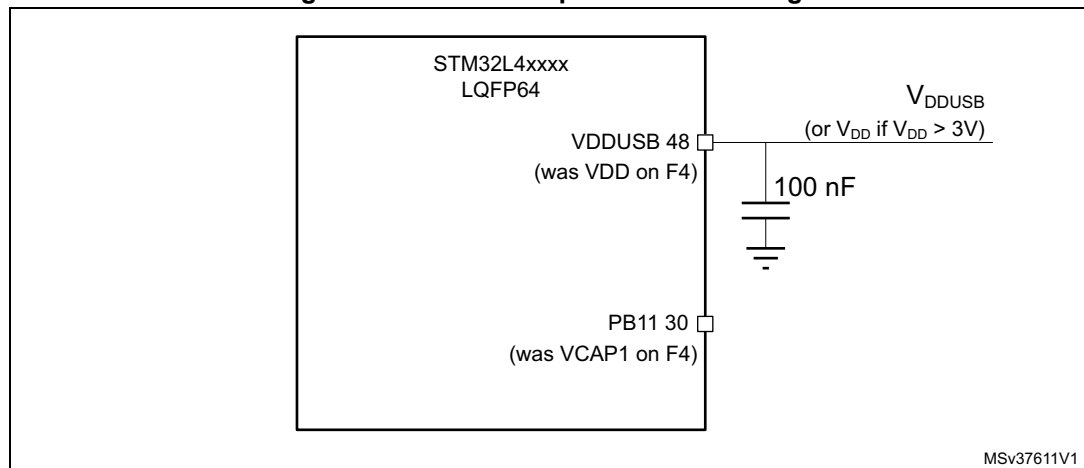 STM32L4xxxx
LQFP64
VDDUSB
(or VDD if VDD > 3V)
VDDUSB 48
(was VDD on F4)
100 nF
PB11 30
(was VCAP1 on F4)
MSv37611V1